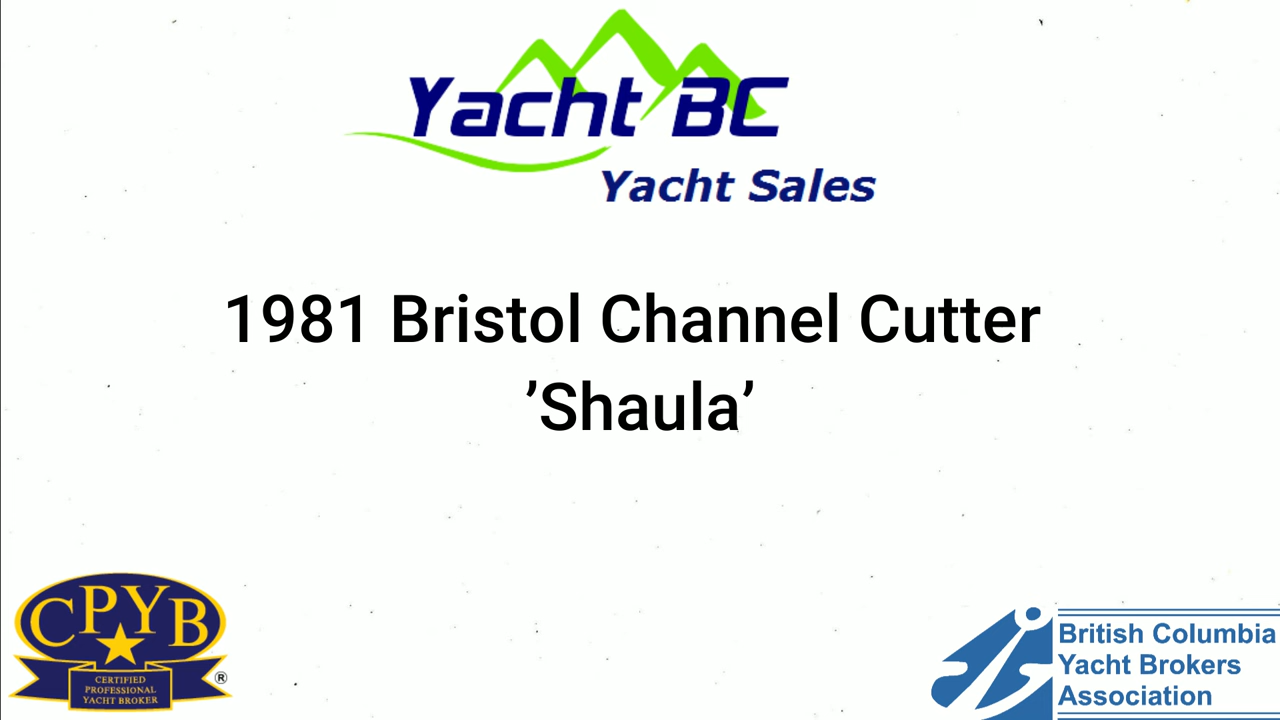 Yacht BC
Yacht Sales
1981 Bristol Channel Cutter
’Shaula’
CPYB
CERTIFIED
PROFESSIONAL
YACHT BROKER
®
British Columbia
Yacht Brokers
Association